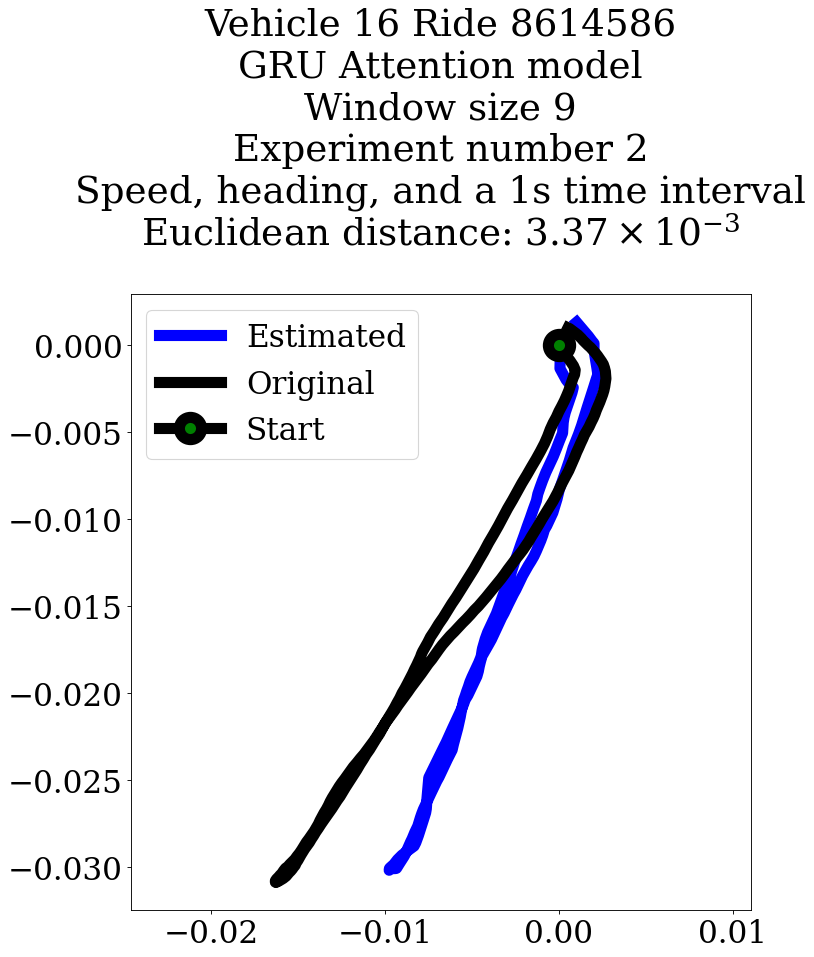 Vehicle 16 Ride 8614586
GRU Attention model
Window size 9
Experiment number 2
Speed, heading, and a 1s time interval
Euclidean distance: 3.37 × 10⁻³
Estimated
Original
Start
0.000
−0.005
−0.010
−0.015
−0.020
−0.025
−0.030
−0.02 −0.01 0.00 0.01